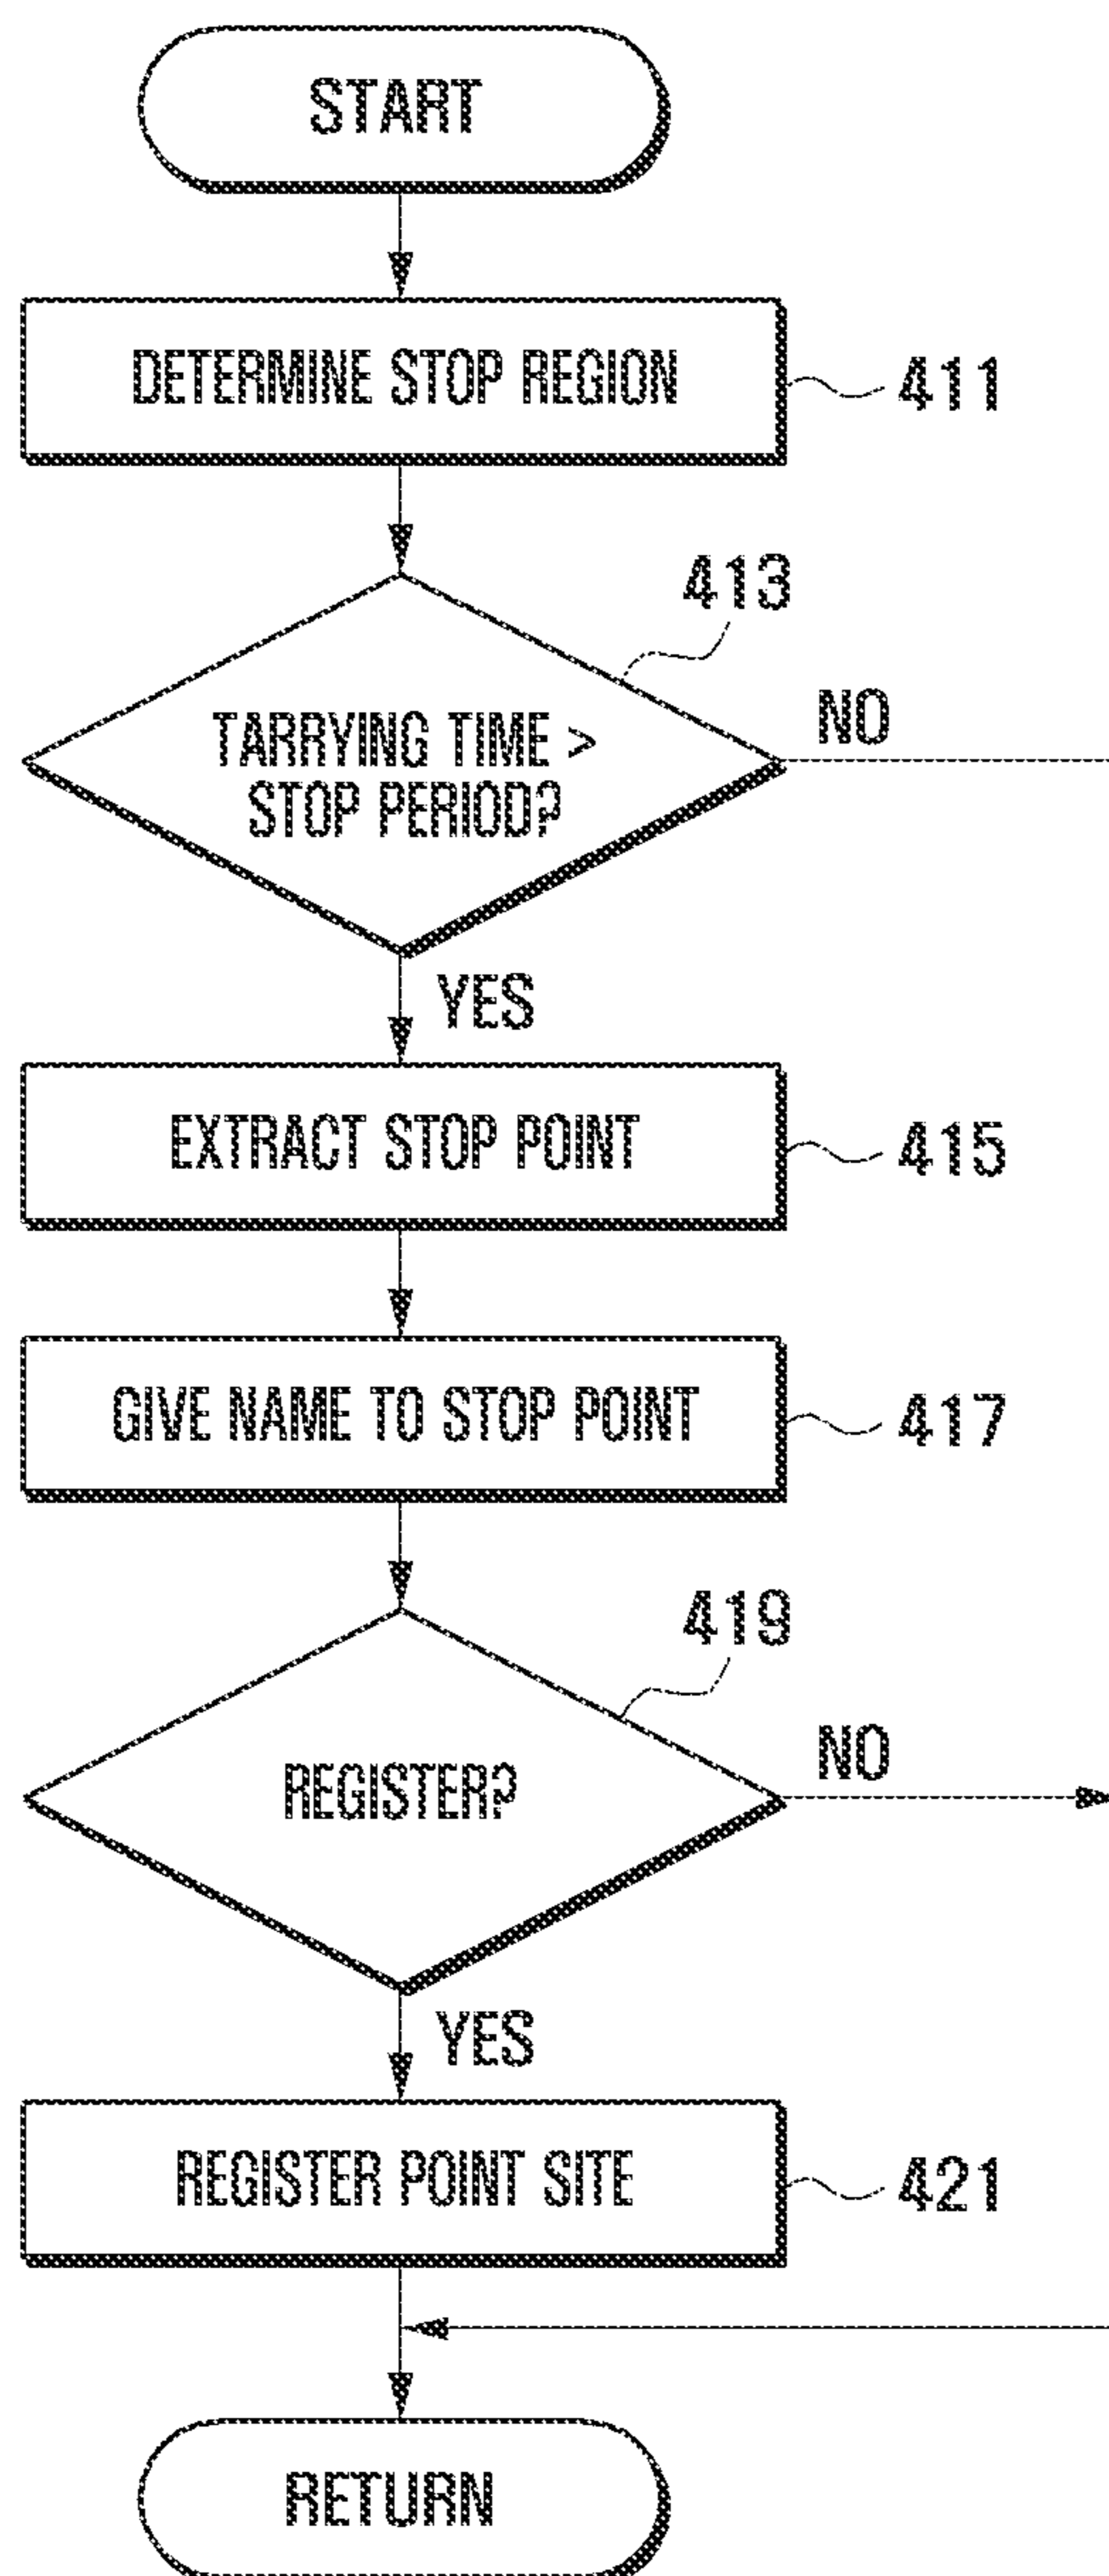 START
DETERMINE STOP REGION
411
413
TARRYING TIME >
STOP PERIOD?
NO
YES
EXTRACT STOP POINT
415
GIVE NAME TO STOP POINT
417
419
REGISTER?
NO
YES
REGISTER POINT SITE
421
RETURN